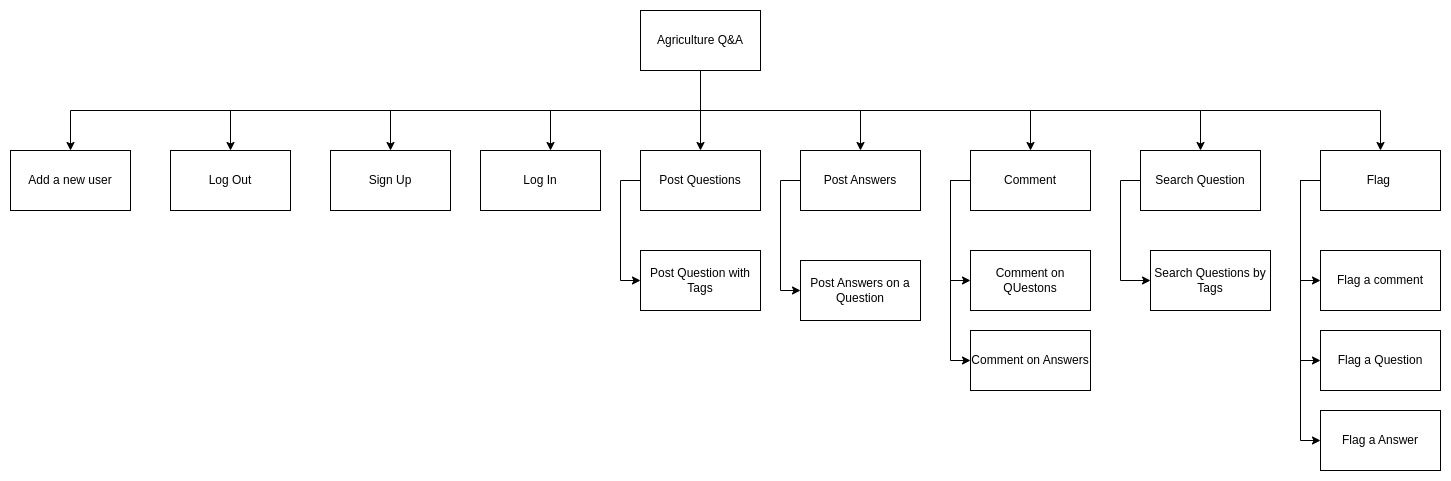 Agriculture Q&A
Add a new user
Log Out
Sign Up
Log In
Post Questions
Post Answers
Comment
Search Question
Flag
Post Question with
Tags
Post Answers on a
Question
Comment on
QUestons
Search Questions by
Tags
Flag a comment
Comment on Answers
Flag a Question
Flag a Answer